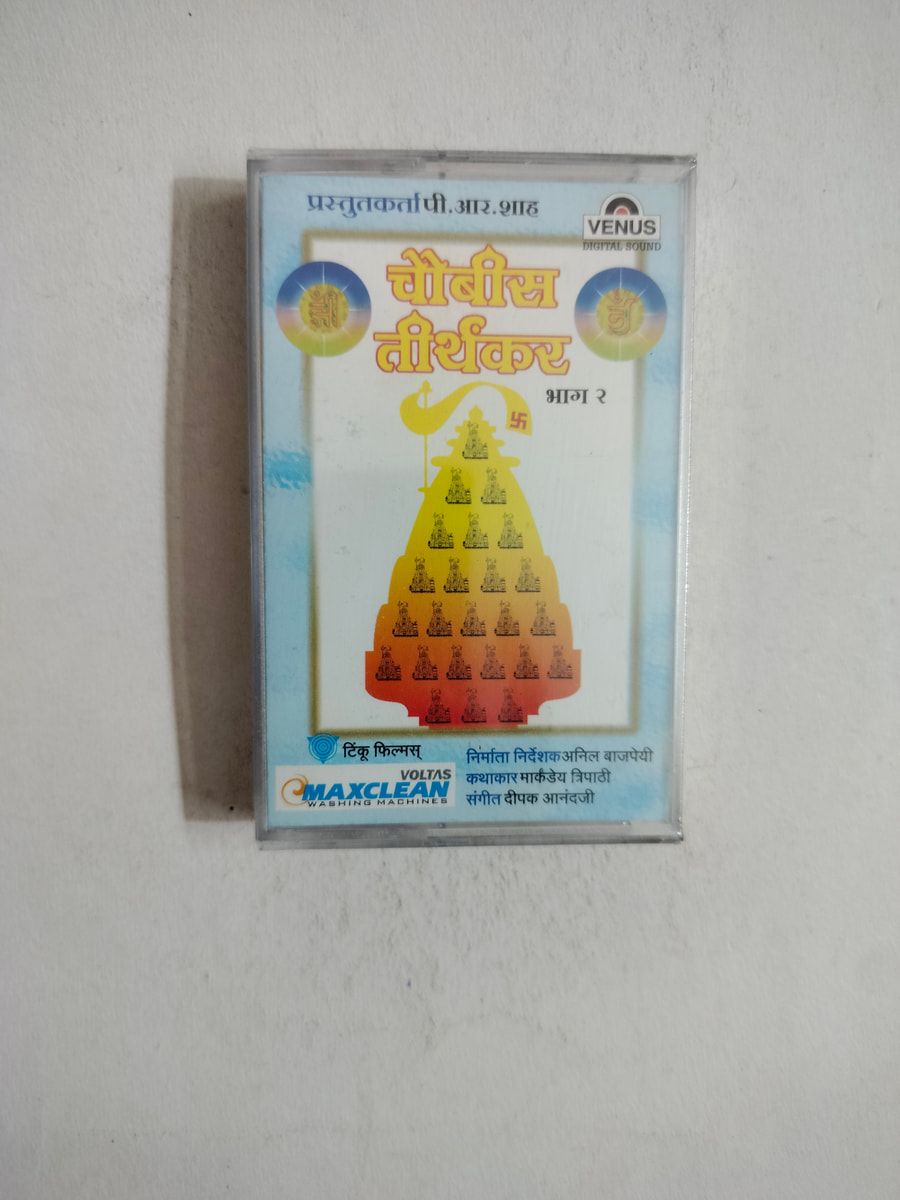 प्रस्तुतकर्ता पी.आर.शाह
VENUS
DIGITAL SOUND
चौबीस
तीर्थकर
भाग २
टिंकू फिल्मस्
VOLTAS
MAXCLEAN
WASHING MACHINES
निर्माता निर्देशक अनिल बाजपेयी
कथाकार मार्कंडेय त्रिपाठी
संगीत दीपक आनंदजी